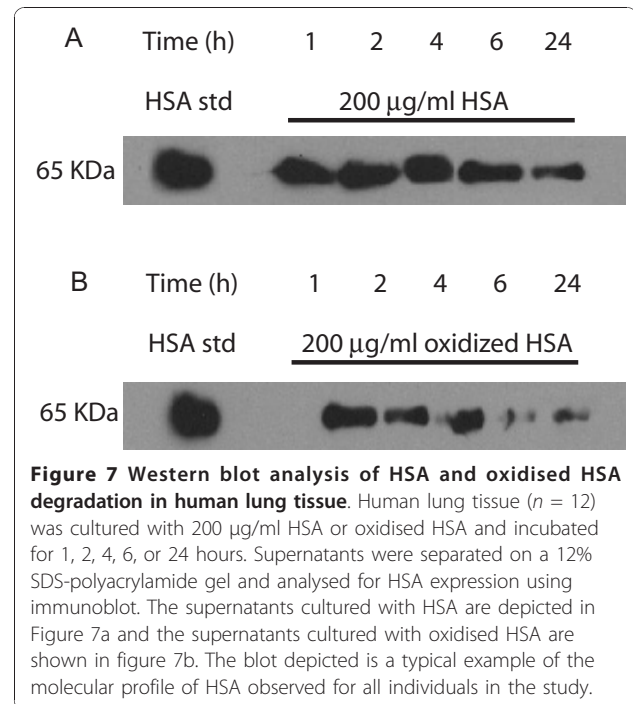 A Time (h) 1 2 4 6 24
HSA std 200 μg/ml HSA
65 KDa
B Time (h) 1 2 4 6 24
HSA std 200 μg/ml oxidized HSA
65 KDa
Figure 7 Western blot analysis of HSA and oxidised HSA
degradation in human lung tissue. Human lung tissue (n = 12)
was cultured with 200 μg/ml HSA or oxidised HSA and incubated
for 1, 2, 4, 6, or 24 hours. Supernatants were separated on a 12%
SDS-polyacrylamide gel and analysed for HSA expression using
immunoblot. The supernatants cultured with HSA are depicted in
Figure 7a and the supernatants cultured with oxidised HSA are
shown in figure 7b. The blot depicted is a typical example of the
molecular profile of HSA observed for all individuals in the study.